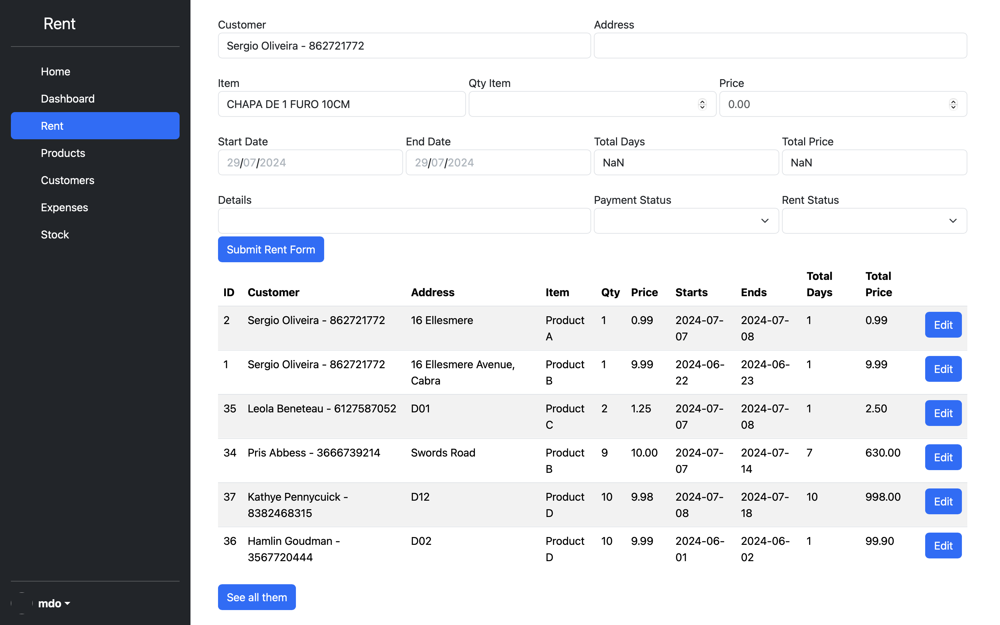 Rent
Home
Dashboard
Rent
Products
Customers
Expenses
Stock
mdo
Customer Address
Sergio Oliveira - 862721772
Item Qty Item Price
CHAPA DE 1 FURO 10CM 0.00
Start Date End Date Total Days Total Price
29/07/2024 29/07/2024 NaN NaN
Details Payment Status Rent Status
Submit Rent Form
Total Total
ID Customer Address Item Qty Price Starts Ends Days Price
2 Sergio Oliveira - 862721772 16 Ellesmere Product 1 0.99 2024-07- 2024-07- 1 0.99 Edit
A 07 08
1 Sergio Oliveira - 862721772 16 Ellesmere Avenue, Product 1 9.99 2024-06- 2024-06- 1 9.99 Edit
Cabra B 22 23
35 Leola Beneteau - 6127587052 D01 Product 2 1.25 2024-07- 2024-07- 1 2.50 Edit
C 07 08
34 Pris Abbess - 3666739214 Swords Road Product 9 10.00 2024-07- 2024-07- 7 630.00 Edit
B 07 14
37 Kathye Pennycuick - D12 Product 10 9.98 2024-07- 2024-07- 10 998.00 Edit
8382468315 D 08 18
36 Hamlin Goudman - D02 Product 10 9.99 2024-06- 2024-06- 1 99.90 Edit
3567720444 D 01 02
See all them